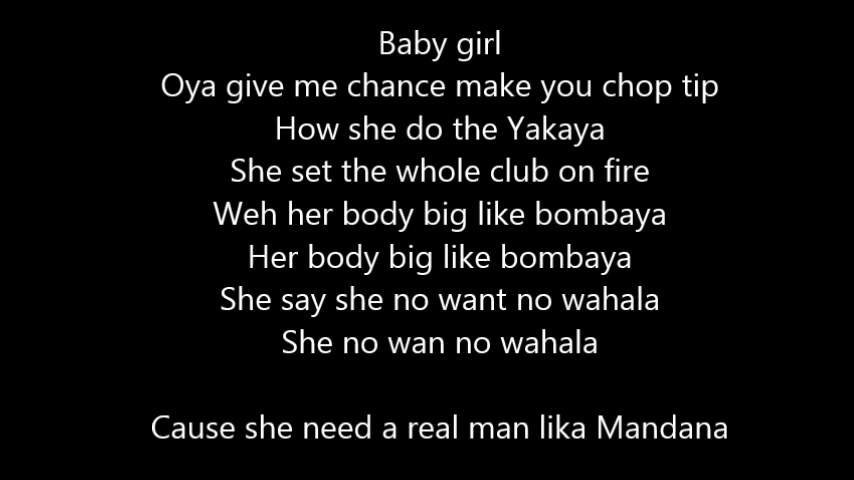 Baby girl
Oya give me chance make you chop tip
How she do the Yakaya
She set the whole club on fire
Weh her body big like bombaya
Her body big like bombaya
She say she no want no wahala
She no wan no wahala
Cause she need a real man lika Mandana